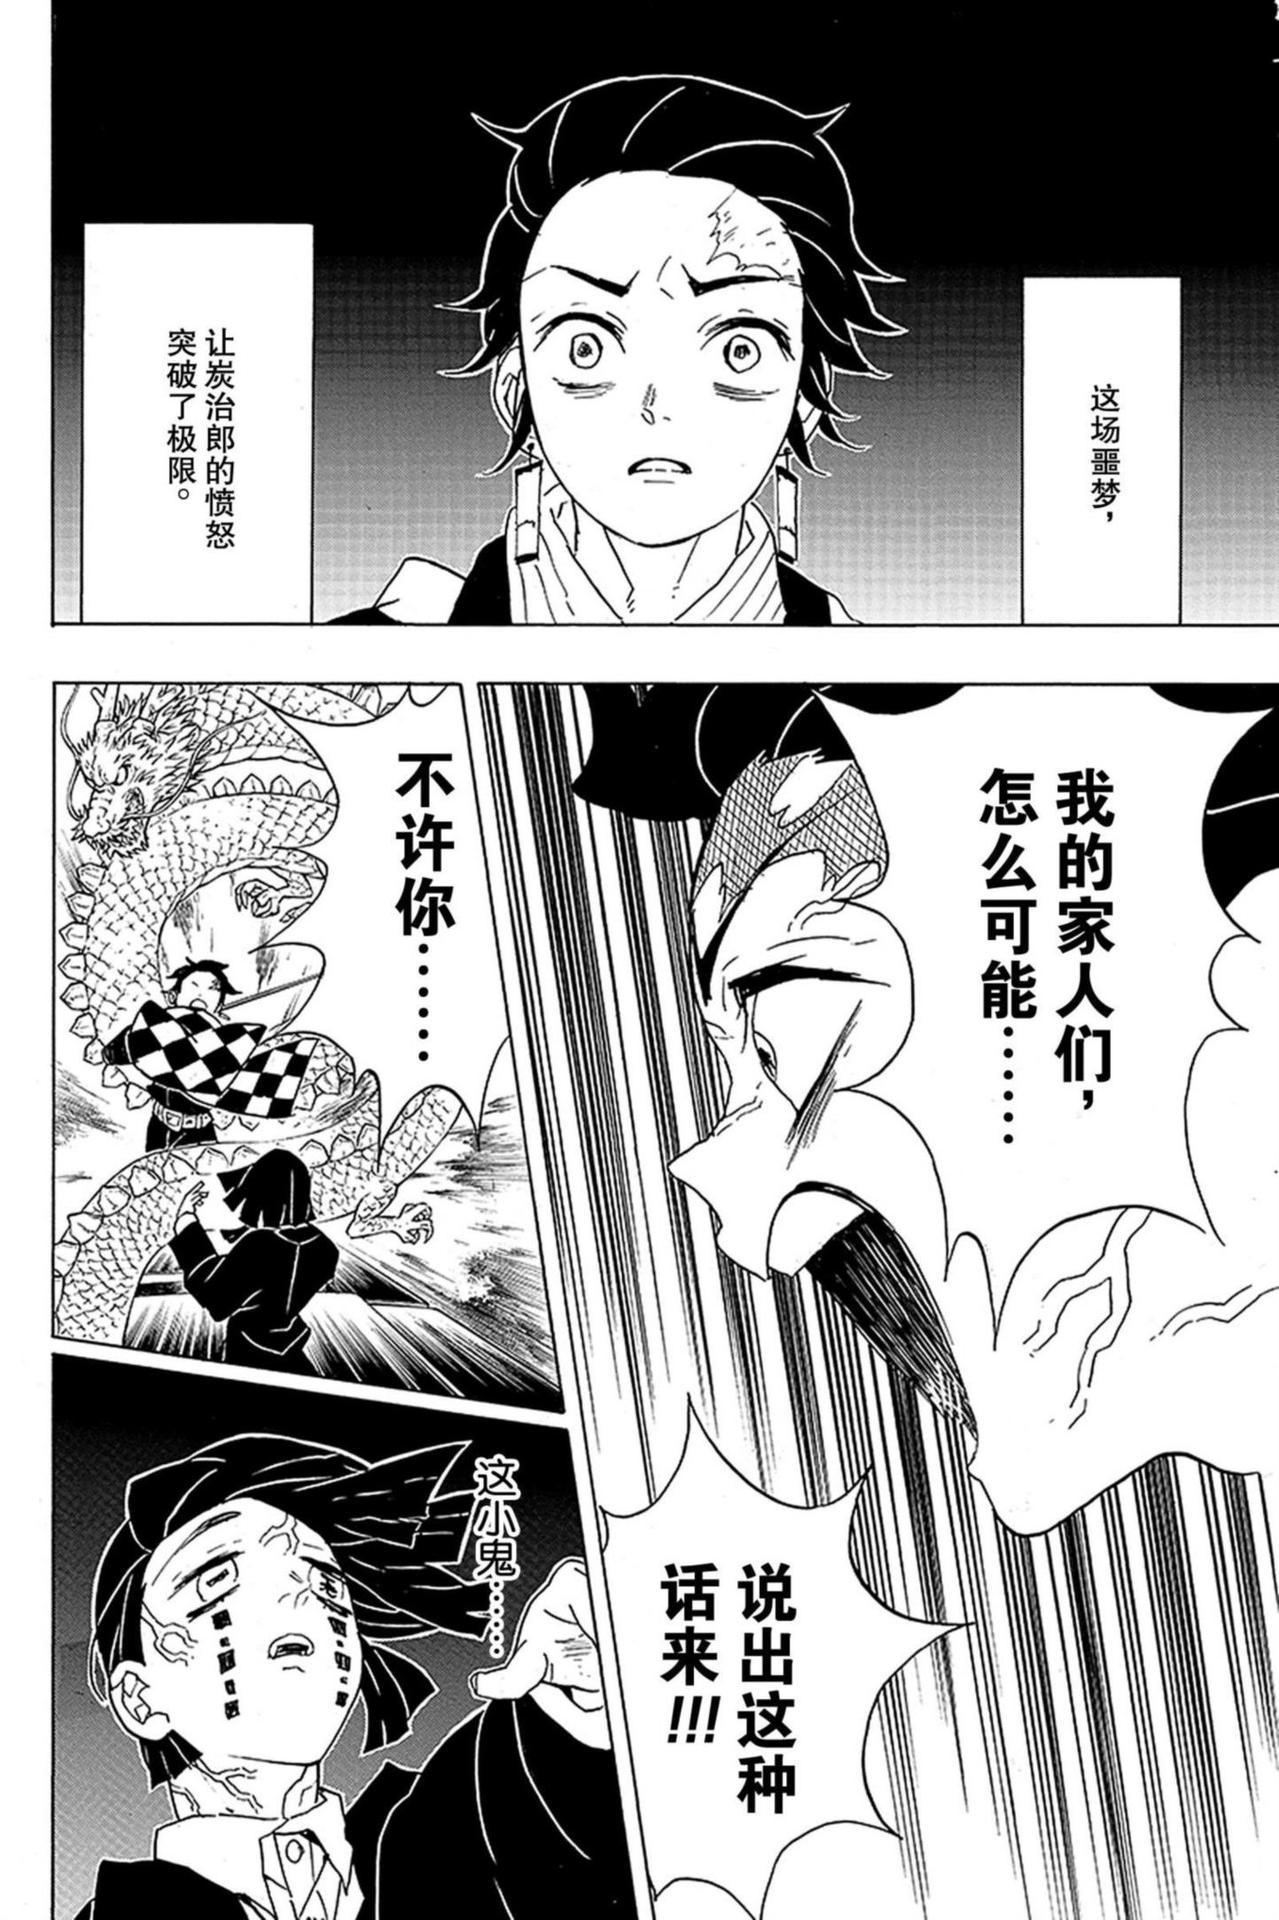 这场噩梦，
让炭治郎的愤怒
突破了极限。
我的家人们，
怎么可能……
说出这种
话来!!!
不许你……
这小鬼……